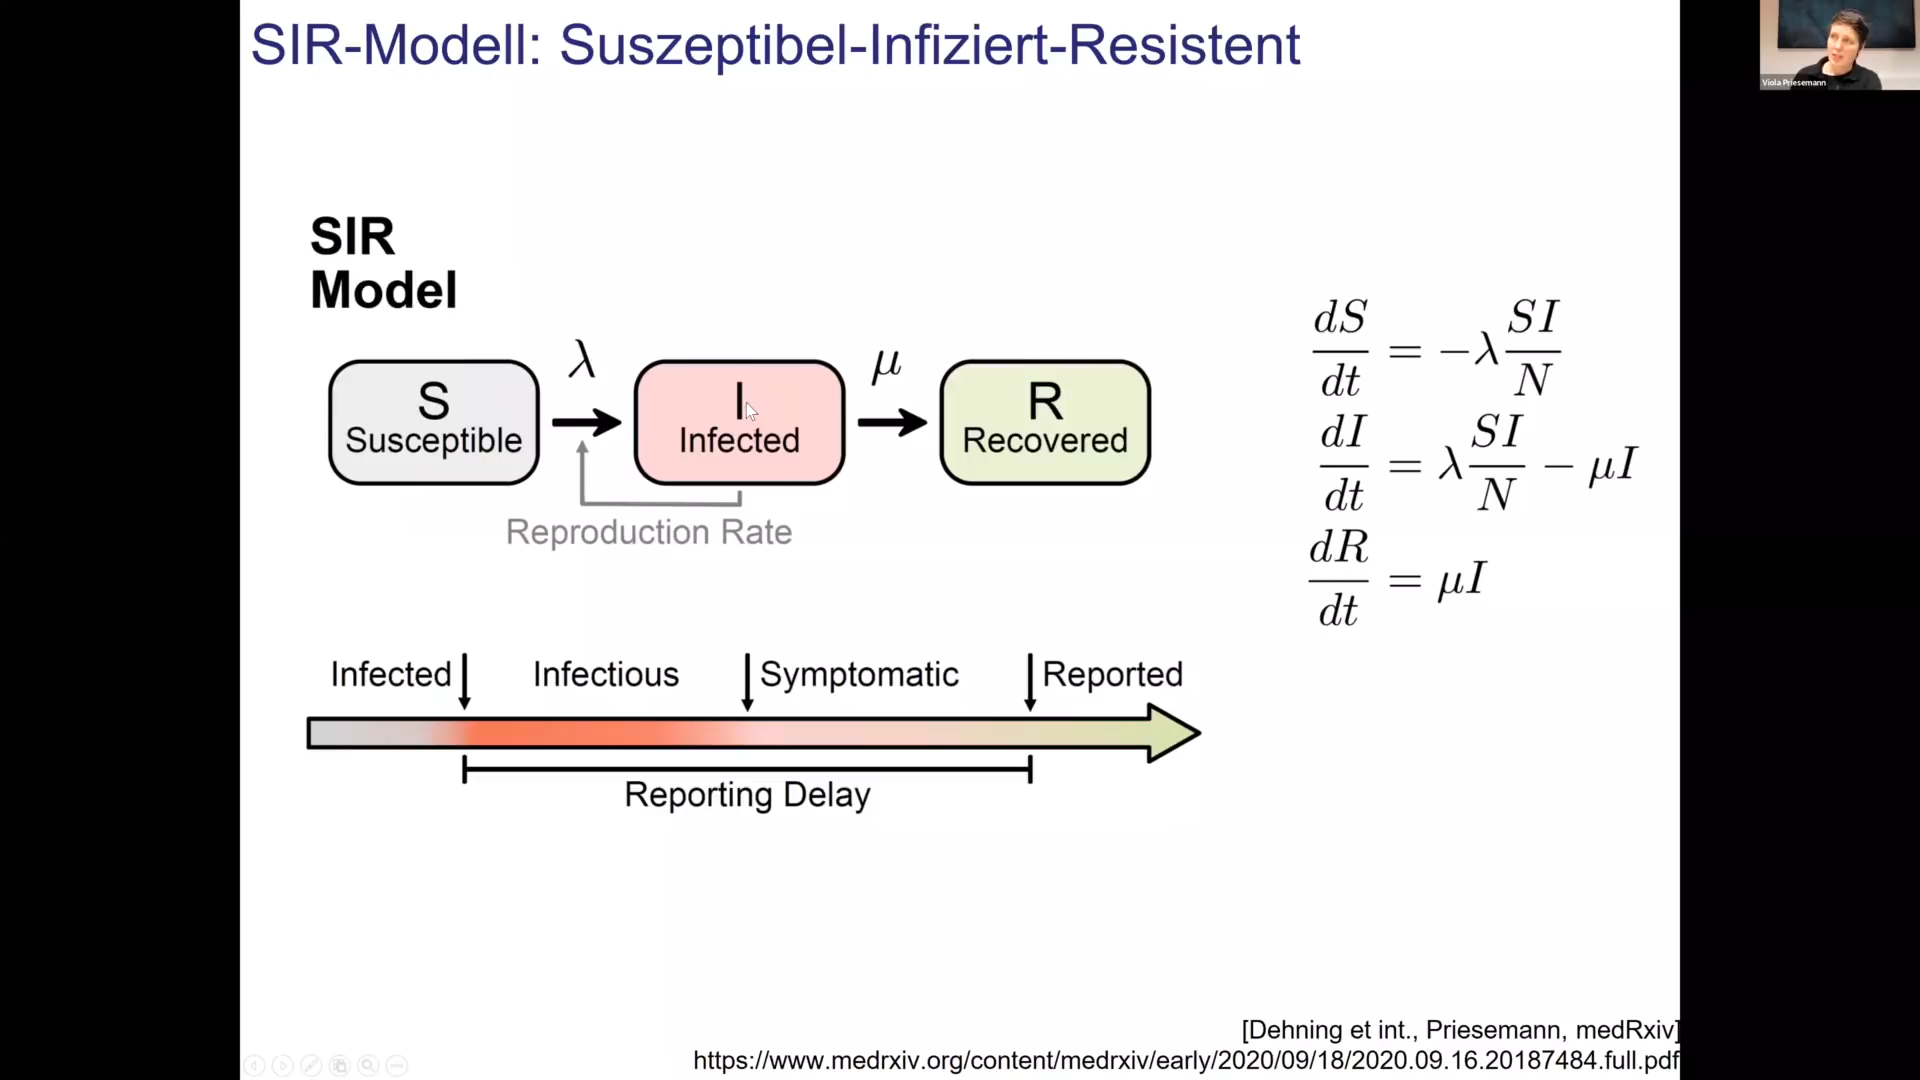 SIR-Modell: Suszeptibel-Infiziert-Resistent
Viola Priesemann
SIR
Model
λ
μ
S
Susceptible
I
Infected
R
Recovered
Reproduction Rate
dS/dt = −λ SI/N
dI/dt = λ SI/N − μI
dR/dt = μI
Infected
Infectious
Symptomatic
Reported
Reporting Delay
[Dehning et int., Priesemann, medRxiv]
https://www.medrxiv.org/content/medrxiv/early/2020/09/18/2020.09.16.20187484.full.pdf